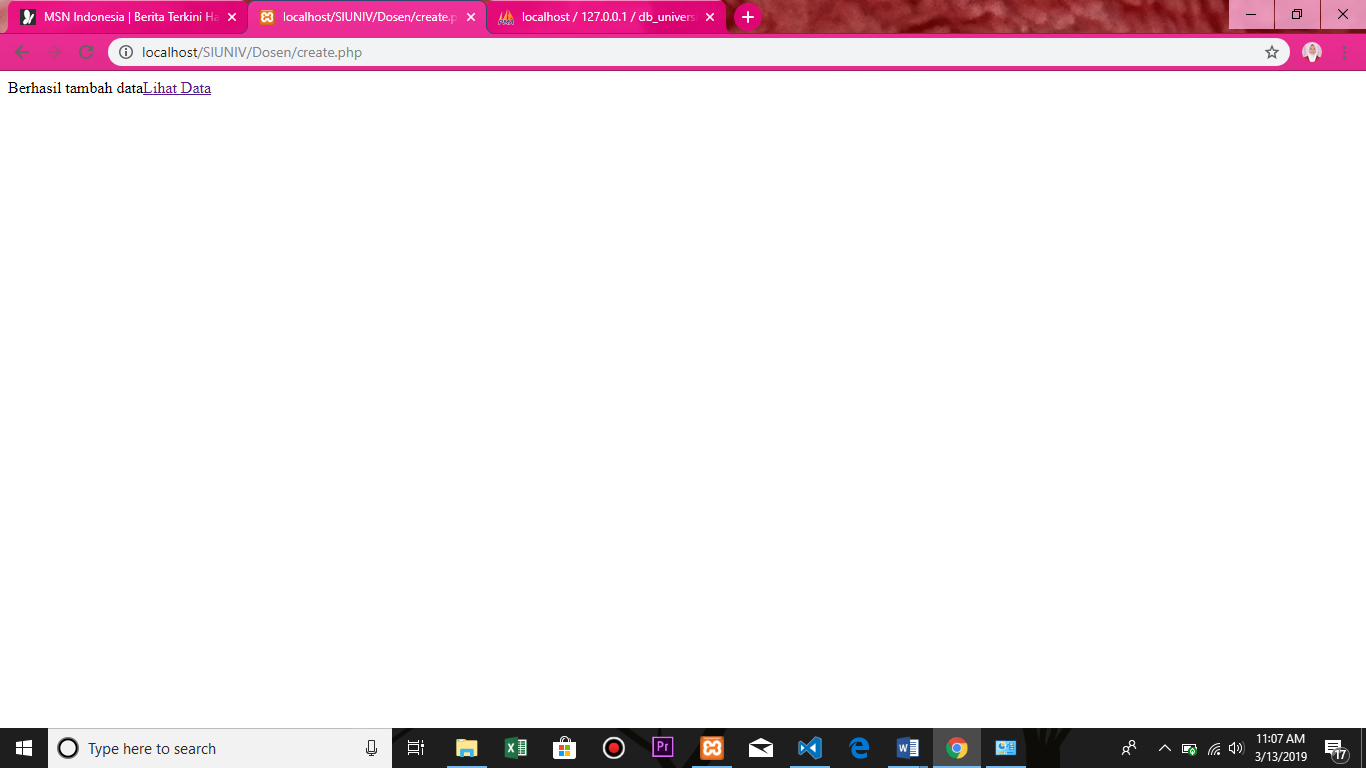 MSN Indonesia | Berita Terkini Ha
localhost/SIUNIV/Dosen/create.p
localhost / 127.0.0.1 / db_univers
localhost/SIUNIV/Dosen/create.php
Berhasil tambah dataLihat Data
Type here to search
Pr
11:07 AM
3/13/2019
17